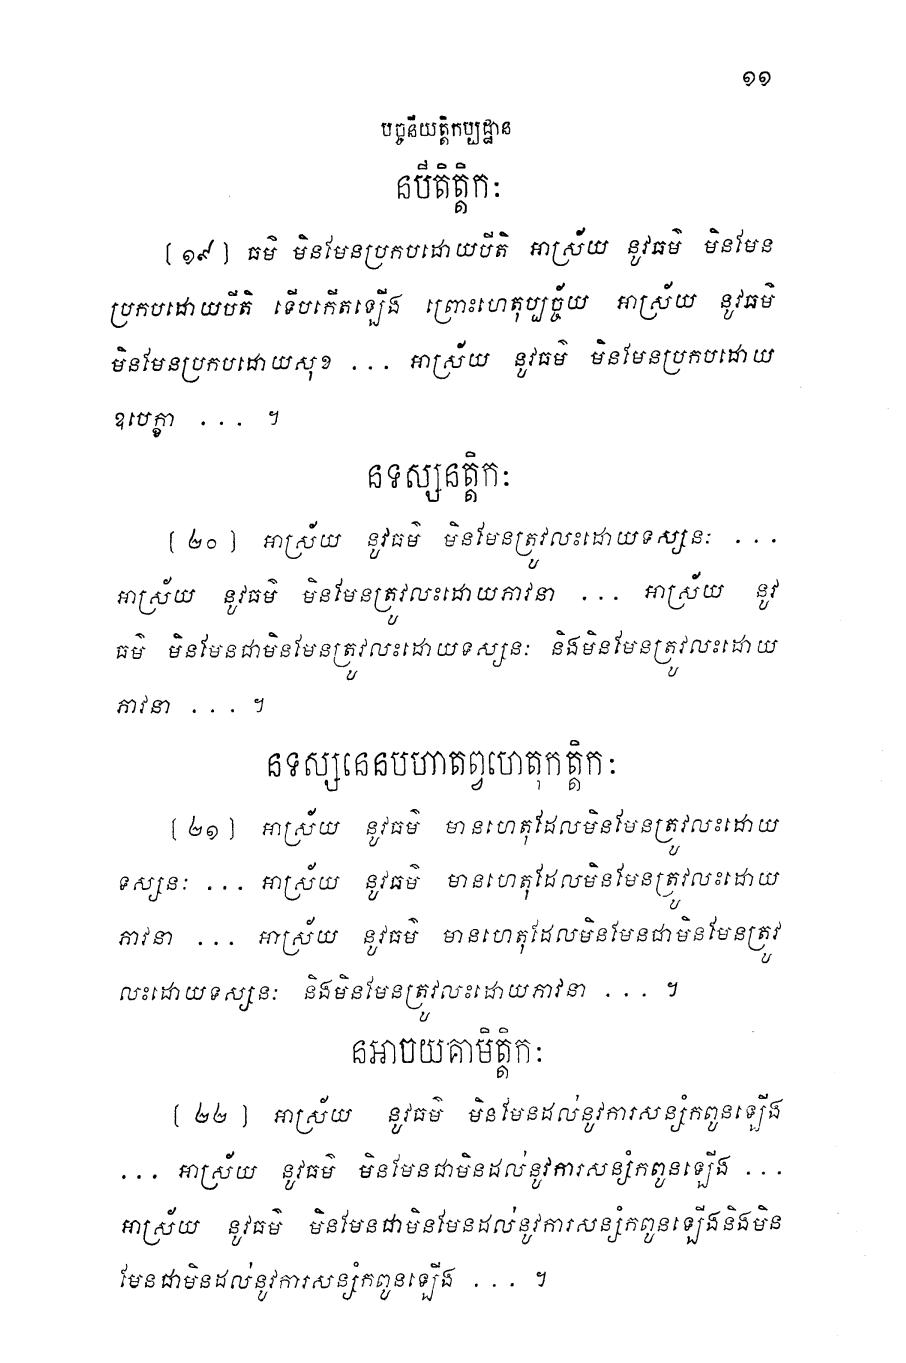 ១១
បច្ចនីយត្តិកប្បដ្ឋាន
នបីតិត្តិកៈ
[ ១៩ ] ធម៌ មិនមែនប្រកបដោយបីតិ អាស្រ័យ នូវធម៌ មិនមែន
ប្រកបដោយបីតិ ទើបកើតឡើង ព្រោះហេតុប្បច្ច័យ អាស្រ័យ នូវធម៌
មិនមែនប្រកបដោយសុខ ... អាស្រ័យ នូវធម៌ មិនមែនប្រកបដោយ
ឧបេក្ខា ... ។
នទស្សនត្តិកៈ
[ ២០ ] អាស្រ័យ នូវធម៌ មិនមែនត្រូវលះដោយទស្សនៈ ...
អាស្រ័យ នូវធម៌ មិនមែនត្រូវលះដោយភាវនា ... អាស្រ័យ នូវ
ធម៌ មិនមែនជាមិនមែនត្រូវលះដោយទស្សនៈ និងមិនមែនត្រូវលះដោយ
ភាវនា ... ។
នទស្សនេនបហាតព្វហេតុកត្តិកៈ
[ ២១ ] អាស្រ័យ នូវធម៌ មានហេតុដែលមិនមែនត្រូវលះដោយ
ទស្សនៈ ... អាស្រ័យ នូវធម៌ មានហេតុដែលមិនមែនត្រូវលះដោយ
ភាវនា ... អាស្រ័យ នូវធម៌ មានហេតុដែលមិនមែនជាមិនមែនត្រូវ
លះដោយទស្សនៈ និងមិនមែនត្រូវលះដោយភាវនា ... ។
នអាចយគាមិត្តិកៈ
[ ២២ ] អាស្រ័យ នូវធម៌ មិនមែនដល់នូវការសន្សំកពូនឡើង
... អាស្រ័យ នូវធម៌ មិនមែនជាមិនដល់នូវការសន្សំកពូនឡើង ...
អាស្រ័យ នូវធម៌ មិនមែនជាមិនមែនដល់នូវការសន្សំកពូនឡើងនិងមិន
មែនជាមិនដល់នូវការសន្សំកពូនឡើង ... ។